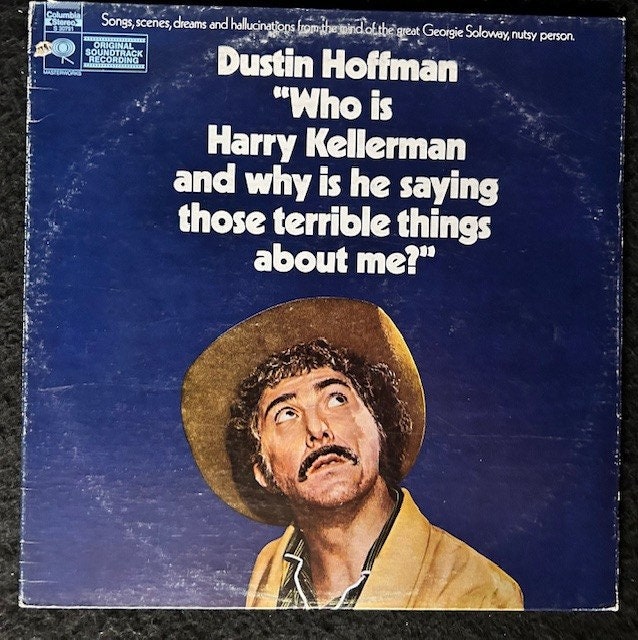 Columbia
Stereo
S 30791
MASTERWORKS
ORIGINAL
SOUNDTRACK
RECORDING
Songs, scenes, dreams and hallucinations from the mind of the great Georgie Soloway, nutsy person.
Dustin Hoffman
“Who is
Harry Kellerman
and why is he saying
those terrible things
about me?”